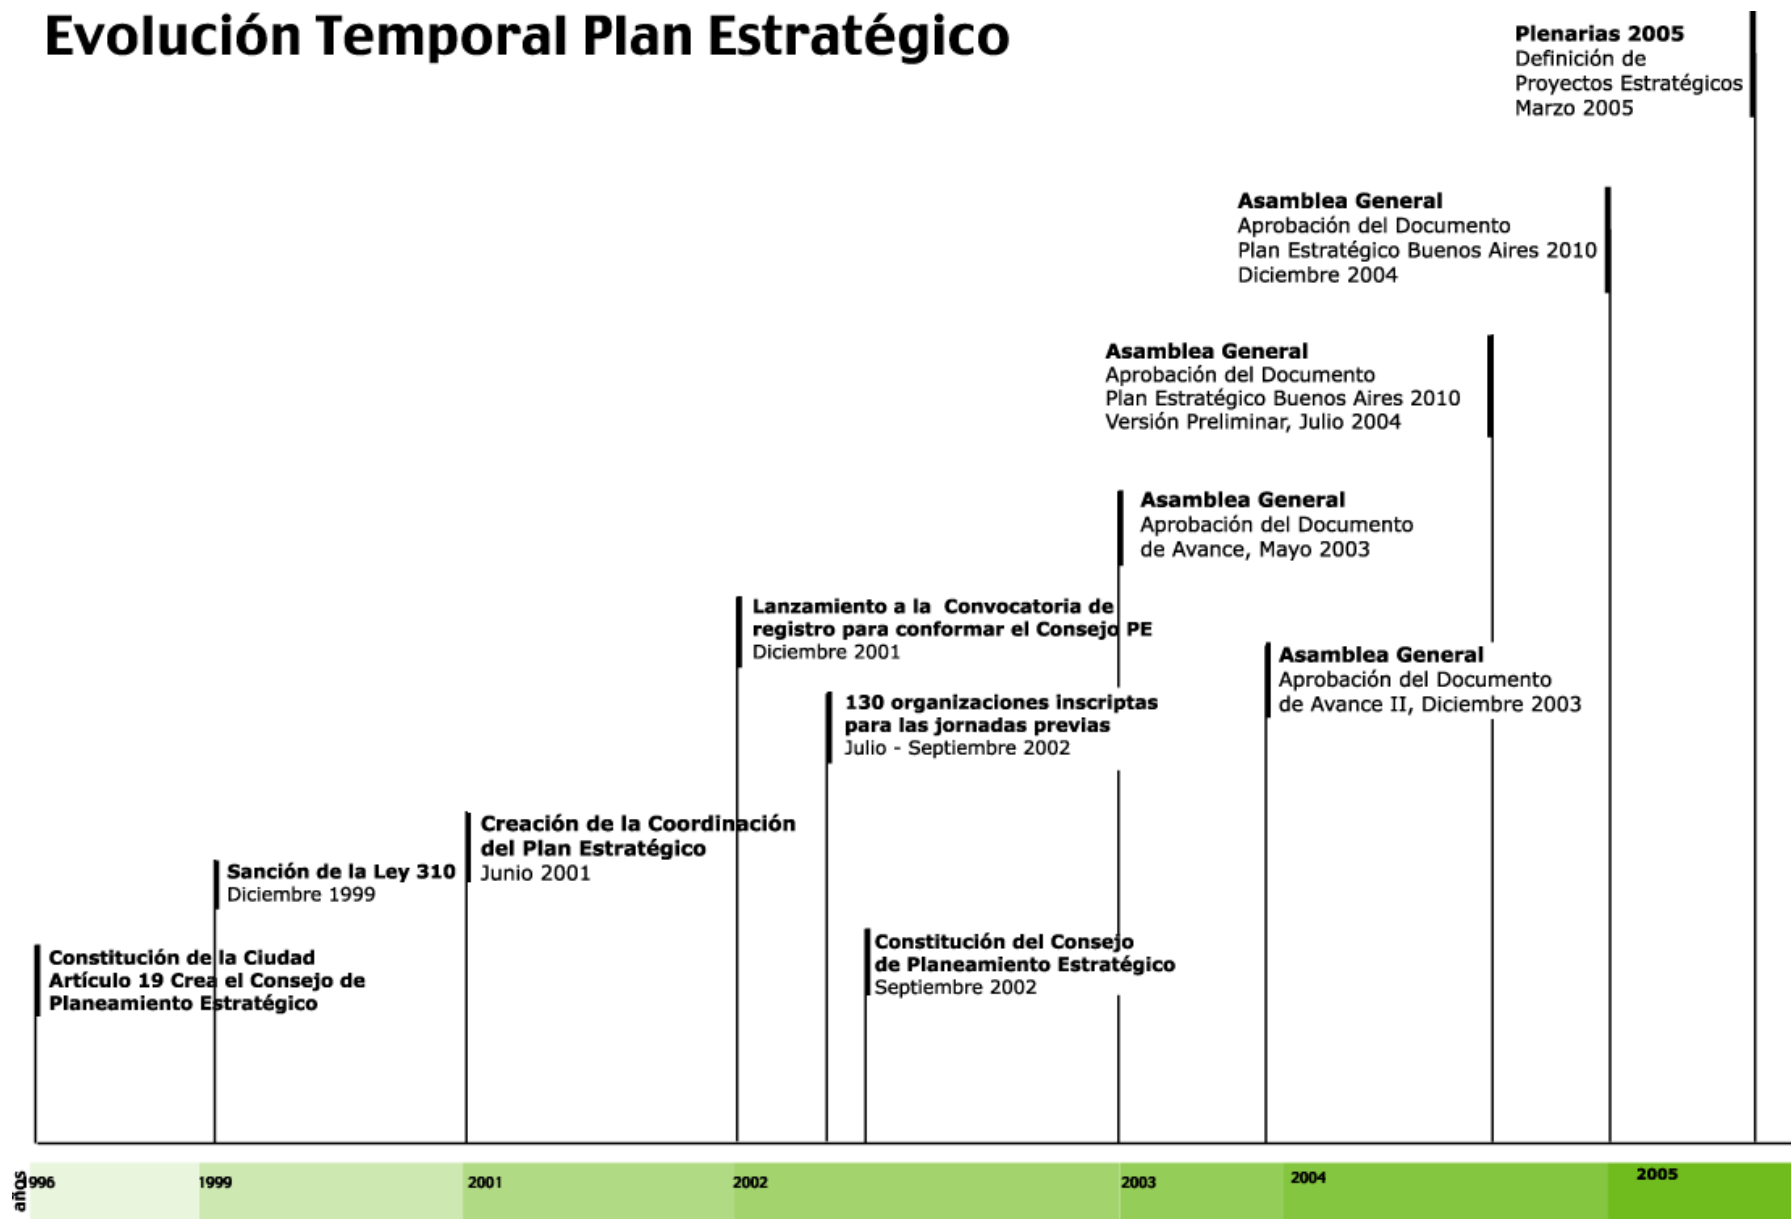 Evolución Temporal Plan Estratégico
Plenarias 2005
Definición de
Proyectos Estratégicos
Marzo 2005
Asamblea General
Aprobación del Documento
Plan Estratégico Buenos Aires 2010
Diciembre 2004
Asamblea General
Aprobación del Documento
Plan Estratégico Buenos Aires 2010
Versión Preliminar, Julio 2004
Asamblea General
Aprobación del Documento
de Avance, Mayo 2003
Lanzamiento a la Convocatoria de
registro para conformar el Consejo PE
Diciembre 2001
Asamblea General
Aprobación del Documento
de Avance II, Diciembre 2003
130 organizaciones inscriptas
para las jornadas previas
Julio - Septiembre 2002
Creación de la Coordinación
del Plan Estratégico
Junio 2001
Sanción de la Ley 310
Diciembre 1999
Constitución del Consejo
de Planeamiento Estratégico
Septiembre 2002
Constitución de la Ciudad
Artículo 19 Crea el Consejo de
Planeamiento Estratégico
años
1996
1999
2001
2002
2003
2004
2005